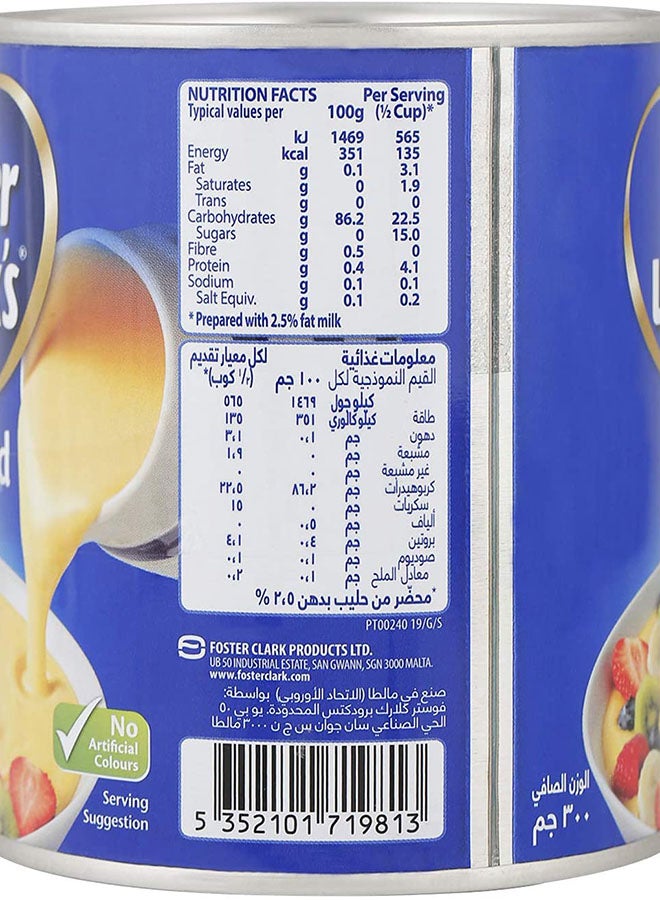 r
's®
d
NUTRITION FACTS Per Serving
Typical values per 100g (½ Cup)*
kJ 1469 565
Energy kcal 351 135
Fat g 0.1 3.1
Saturates g 0 1.9
Trans g 0 0
Carbohydrates g 86.2 22.5
Sugars g 0 15.0
Fibre g 0.5 0
Protein g 0.4 4.1
Sodium g 0.1 0.1
Salt Equiv. g 0.1 0.2
* Prepared with 2.5% fat milk
معلومات غذائية لكل معيار تقديم
القيم النموذجية لكل ١٠٠ جم (١/٢ كوب)*
كيلو جول ١٤٦٩ ٥٦٥
طاقة كيلو كالوري ٣٥١ ١٣٥
دهون جم ٠،١ ٣،١
مشبعة جم ٠ ١،٩
غير مشبعة جم ٠ ٠
كربوهيدرات جم ٨٦،٢ ٢٢،٥
سكريات جم ٠ ١٥
ألياف جم ٠،٥ ٠
بروتين جم ٠،٤ ٤،١
صوديوم جم ٠،١ ٠،١
معادل الملح جم ٠،١ ٠،٢
*محضّر من حليب بدهن ٢،٥ %
PT00240 19/G/S
FOSTER CLARK PRODUCTS LTD.
UB 50 INDUSTRIAL ESTATE, SAN GWANN, SGN 3000 MALTA.
www.fosterclark.com
صنع في مالطا (الاتحاد الأوروبي) بواسطة:
فوستر كلارك برودكتس المحدودة. يو بي ٥٠
الحي الصناعي سان جوان س ج ن ٣٠٠٠ مالطا
No
Artificial
Colours
Serving
Suggestion
5 352101 719813
الوزن الصافي
٣٠٠ جم